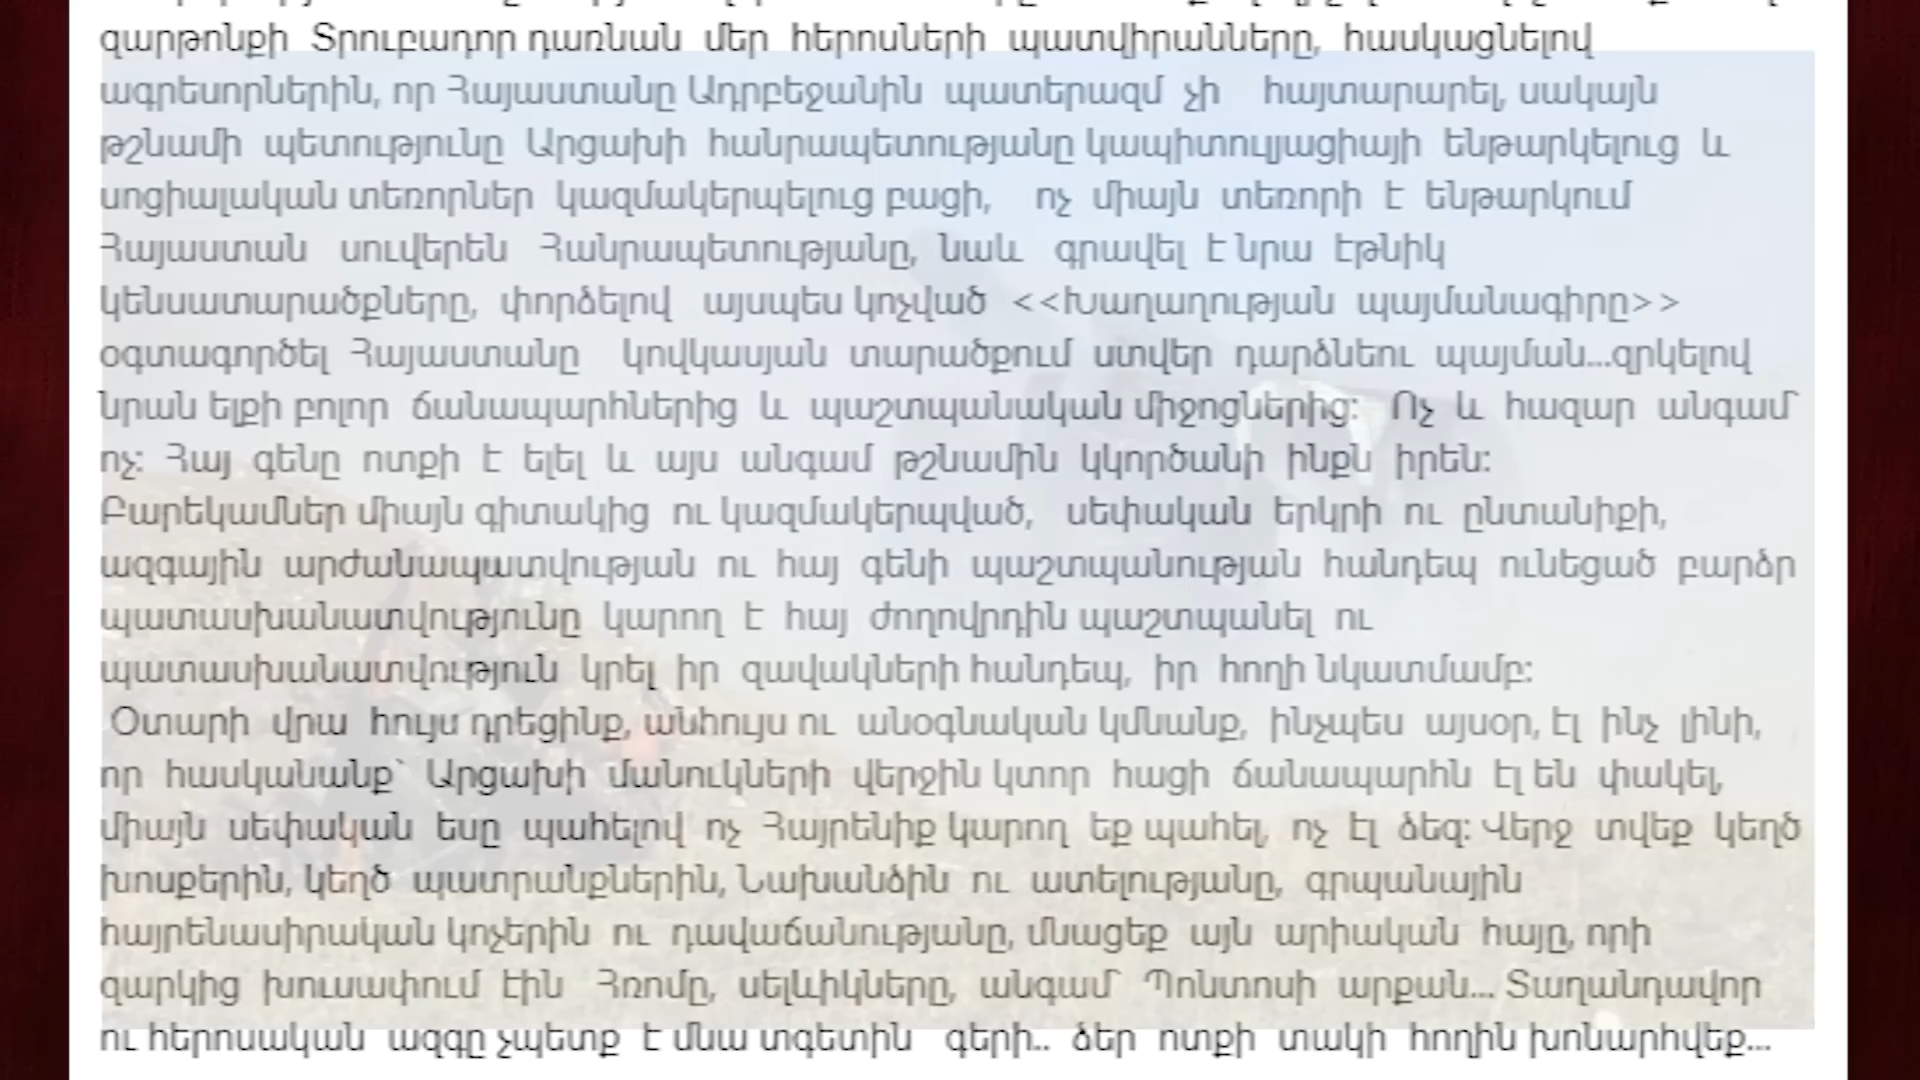 զարթոնքի Տրուբադոր դառնան մեր հերոսների պատվիրանները, հասկացնելով
ագրեսորներին, որ Հայաստանը Ադրբեջանին պատերազմ չի հայտարարել, սակայն
թշնամի պետությունը Արցախի հանրապետությանը կապիտուլյացիայի ենթարկելուց և
սոցիալական տեռորներ կազմակերպելուց բացի, ոչ միայն տեռորի է ենթարկում
Հայաստան սուվերեն Հանրապետությանը, նաև գրավել է նրա էթնիկ
կենսատարածքները, փորձելով այսպես կոչված <<Խաղաղության պայմանագիրը>>
օգտագործել Հայաստանը կովկասյան տարածքում ստվեր դարձնեու պայման...զրկելով
նրան ելքի բոլոր ճանապարհներից և պաշտպանական միջոցներից: Ոչ և հազար անգամ՝
ոչ: Հայ գենը ոտքի է ելել և այս անգամ թշնամին կկործանի ինքն իրեն:
Բարեկամներ միայն գիտակից ու կազմակերպված, սեփական երկրի ու ընտանիքի,
ազգային արժանապատվության ու հայ գենի պաշտպանության հանդեպ ունեցած բարձր
պատասխանատվությունը կարող է հայ ժողովրդին պաշտպանել ու
պատասխանատվություն կրել իր զավակների հանդեպ, իր հողի նկատմամբ:
Օտարի վրա հույս դրեցինք, անհույս ու անօգնական կմնանք, ինչպես այսօր, էլ ինչ լինի,
որ հասկանանք՝ Արցախի մանուկների վերջին կտոր հացի ճանապարհն էլ են փակել,
միայն սեփական եսը պահելով ոչ Հայրենիք կարող եք պահել, ոչ էլ ձեզ: Վերջ տվեք կեղծ
խոսքերին, կեղծ պատրանքներին, Նախանձին ու ատելությանը, գրպանային
հայրենասիրական կոչերին ու դավաճանությանը, մնացեք այն արիական հայը, որի
զարկից խուսափում էին Հռոմը, սելևիկները, անգամ՝ Պոնտոսի արքան... Տաղանդավոր
ու հերոսական ազգը չպետք է մնա տգետին գերի.. ձեր ոտքի տակի հողին խոնարհվեք...